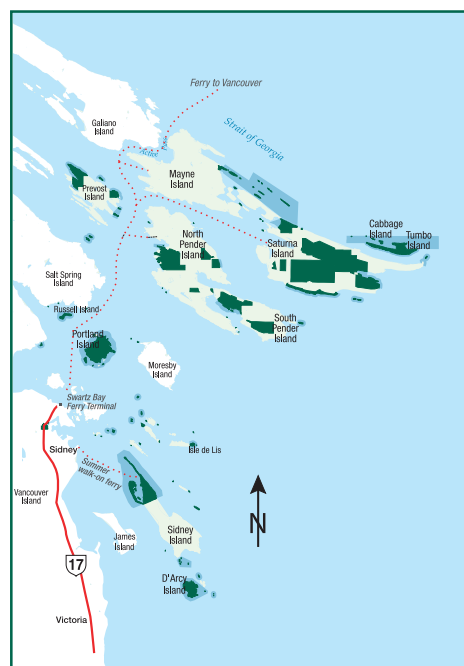 Ferry to Vancouver
Strait of Georgia
Galiano
Island
Active
Pass
Mayne
Island
Prevost
Island
Cabbage
Island
Tumbo
Island
North
Pender
Island
Saturna
Island
Salt Spring
Island
Russell Island
South
Pender
Island
Portland
Island
Moresby
Island
Swartz Bay
Ferry Terminal
Sidney
Isle de Lis
Summer
walk-on ferry
Vancouver
Island
N
Sidney
Island
James
Island
17
D'Arcy
Island
Victoria